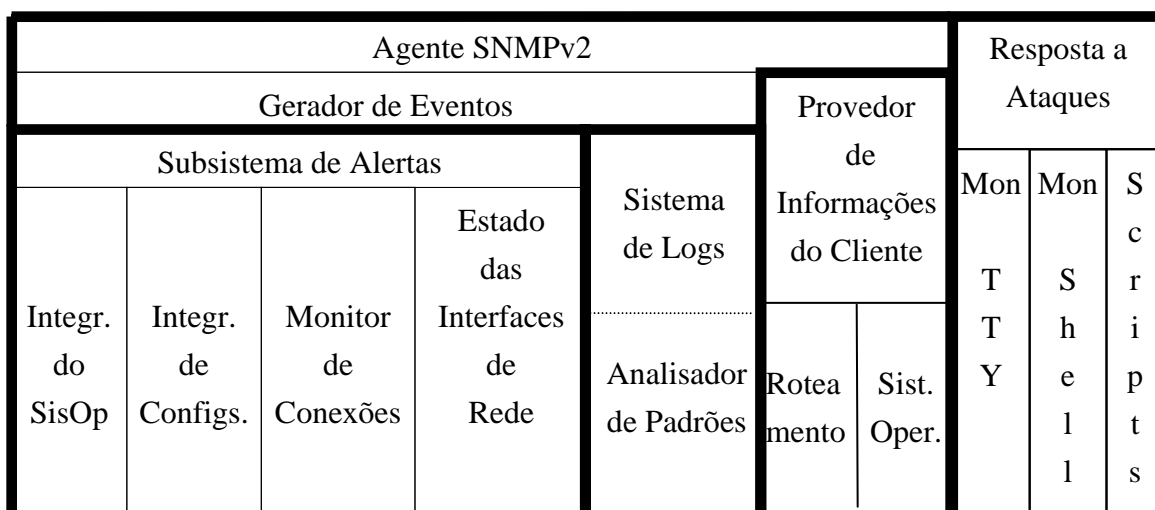 Agente SNMPv2
Gerador de Eventos
Subsistema de Alertas
Integr.
do
SisOp
Integr.
de
Configs.
Monitor
de
Conexões
Estado
das
Interfaces
de
Rede
Sistema
de Logs
Analisador
de Padrões
Provedor
de
Informações
do Cliente
Rotea
mento
Sist.
Oper.
Resposta a
Ataques
Mon
T
T
Y
Mon
S
h
e
l
l
S
c
r
i
p
t
s